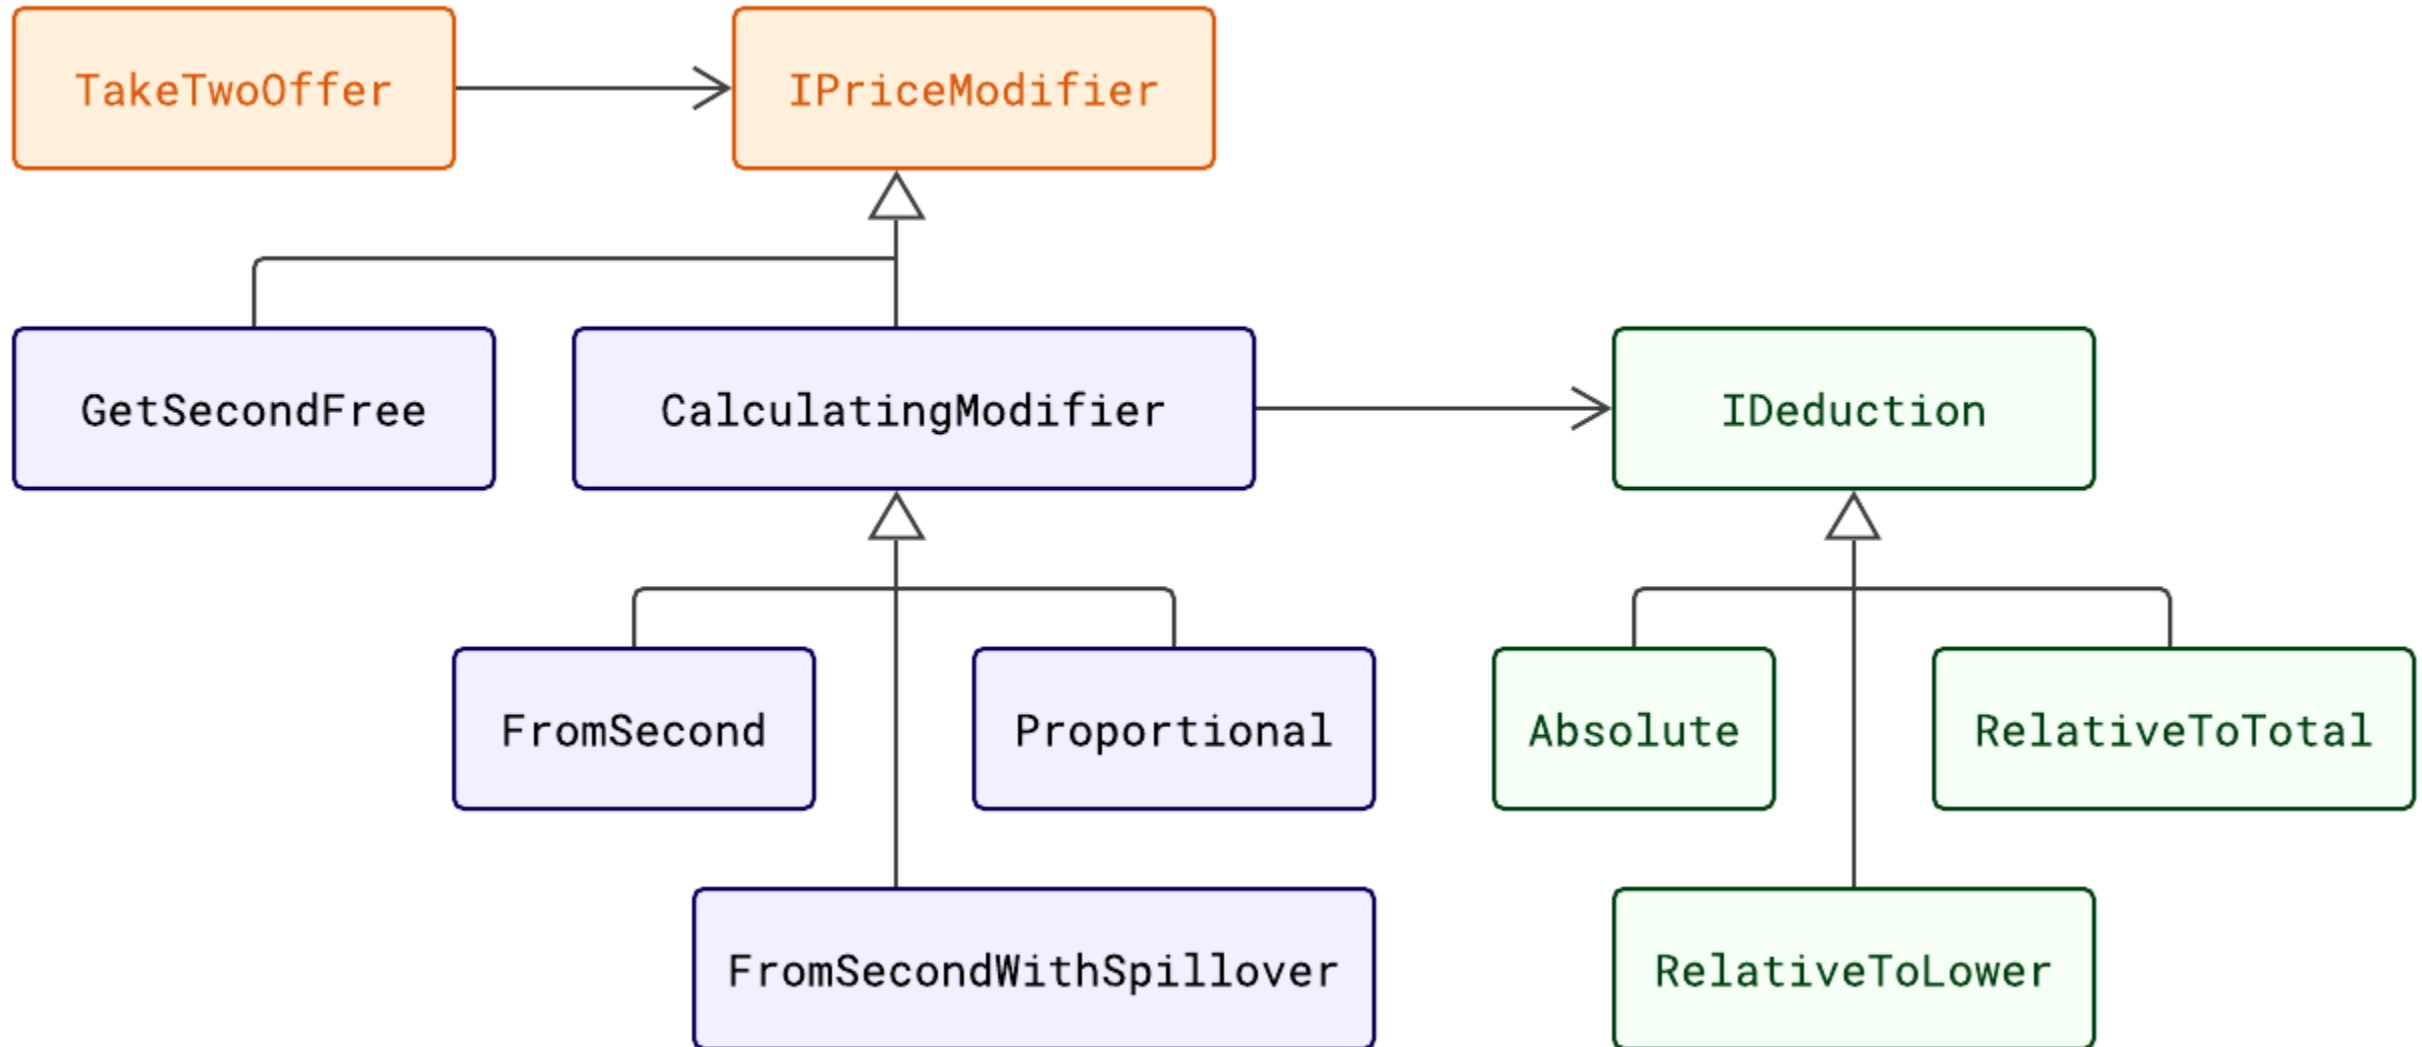 TakeTwoOffer
IPriceModifier
GetSecondFree
CalculatingModifier
IDeduction
FromSecond
Proportional
Absolute
RelativeToTotal
FromSecondWithSpillover
RelativeToLower